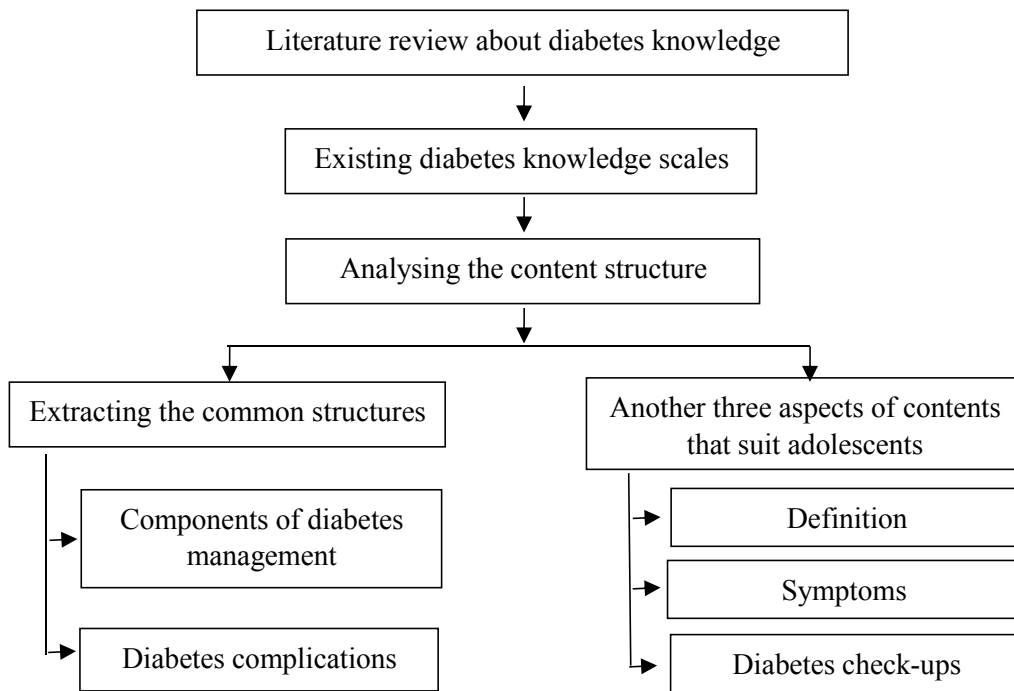 Literature review about diabetes knowledge
Existing diabetes knowledge scales
Analysing the content structure
Extracting the common structures
Components of diabetes
management
Diabetes complications
Another three aspects of contents
that suit adolescents
Definition
Symptoms
Diabetes check-ups